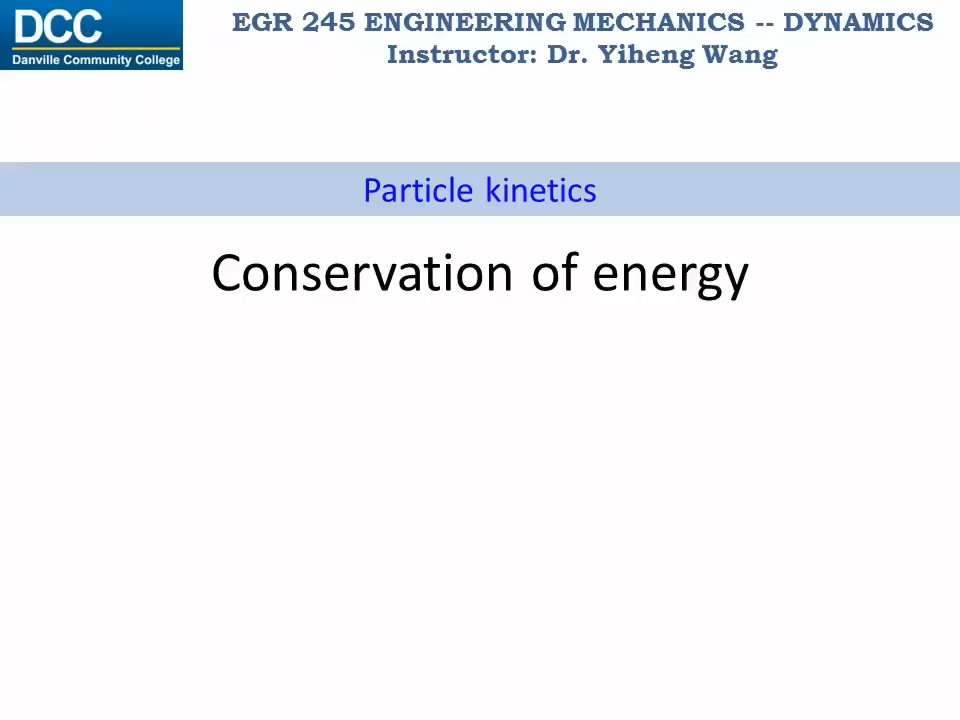 DCC
Danville Community College
EGR 245 ENGINEERING MECHANICS -- DYNAMICS
Instructor: Dr. Yiheng Wang
Particle kinetics
Conservation of energy